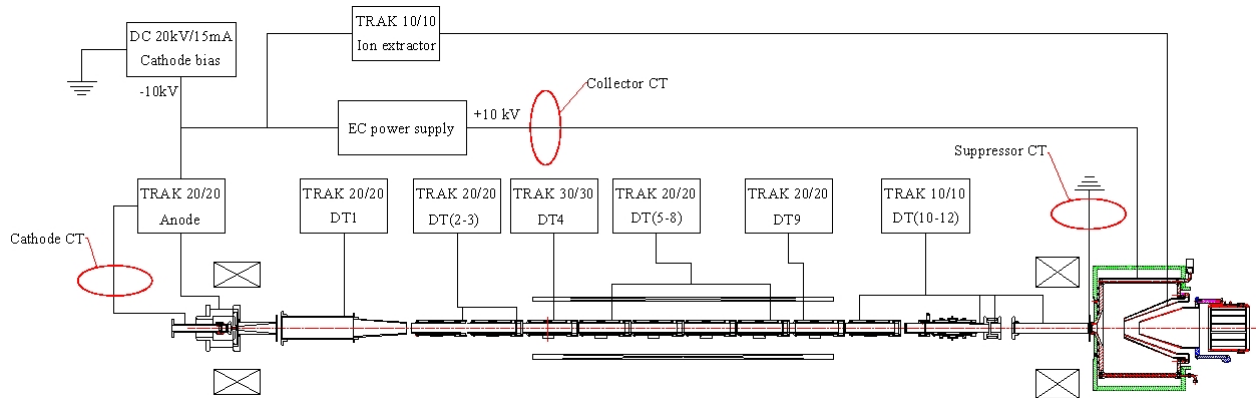 DC 20kV/15mA
Cathode bias
TRAK 10/10
Ion extractor
-10kV
Collector CT
EC power supply
+10 kV
Suppressor CT
TRAK 20/20
Anode
TRAK 20/20
DT1
TRAK 20/20
DT(2-3)
TRAK 30/30
DT4
TRAK 20/20
DT(5-8)
TRAK 20/20
DT9
TRAK 10/10
DT(10-12)
Cathode CT